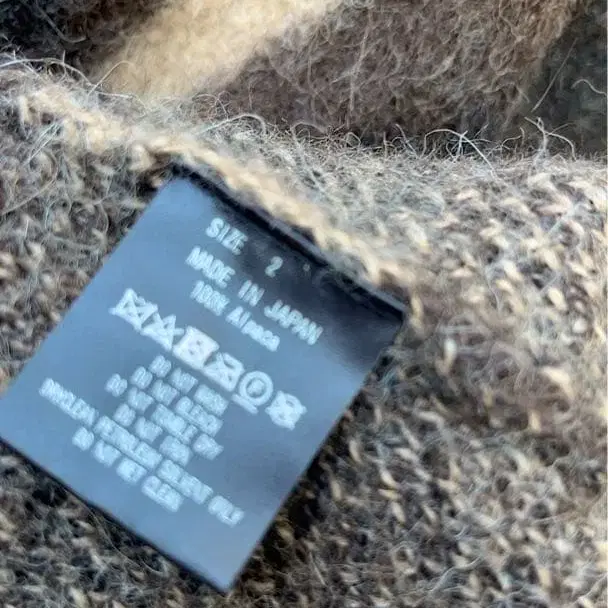 SIZE 2
MADE IN JAPAN
100% Alpaca
F
DO NOT WASH
DO NOT BLEACH
DO NOT TUMBLE DRY
DO NOT IRON
DRYCLEAN PETROLEUM SOLVENT ONLY
DO NOT WET CLEAN